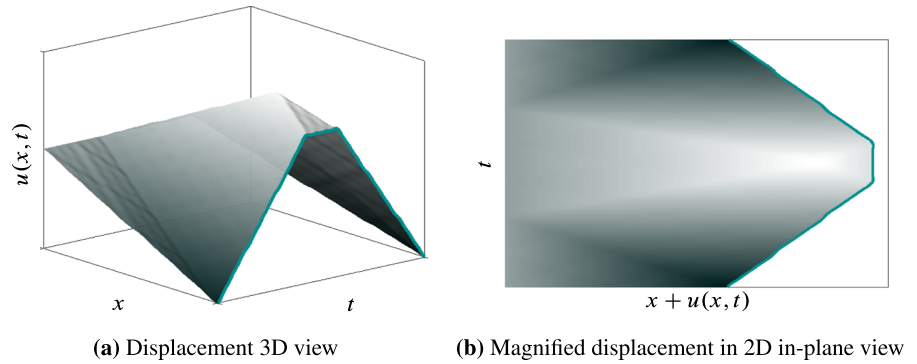 u(x, t)
x
t
t
x + u(x, t)
(a) Displacement 3D view
(b) Magnified displacement in 2D in-plane view